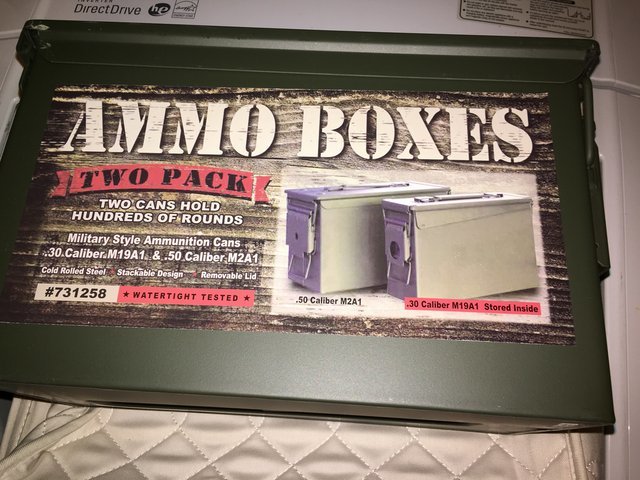 INVERTER
DirectDrive
he
AMMO BOXES
TWO PACK
TWO CANS HOLD
HUNDREDS OF ROUNDS
Military Style Ammunition Cans
.30 Caliber M19A1 & .50 Caliber M2A1
Cold Rolled Steel Stackable Design Removable Lid
#731258 ★ WATERTIGHT TESTED ★
.50 Caliber M2A1
.30 Caliber M19A1 Stored Inside